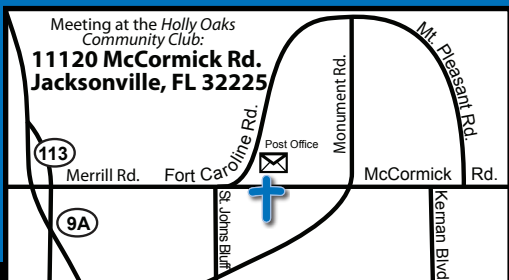 Meeting at the Holly Oaks
Community Club:
11120 McCormick Rd.
Jacksonville, FL 32225
Mt. Pleasant Rd.
Monument Rd.
Fort Caroline Rd.
Post Office
113
Merrill Rd.
McCormick Rd.
9A
St. Johns Bluff
Kernan Blvd